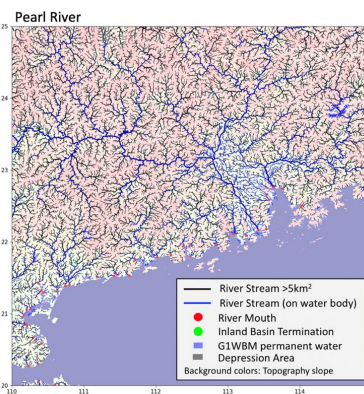 Pearl River
25
24
23
22
21
20
110
111
112
113
114
River Stream >5km²
River Stream (on water body)
River Mouth
Inland Basin Termination
G1WBM permanent water
Depression Area
Background colors: Topography slope